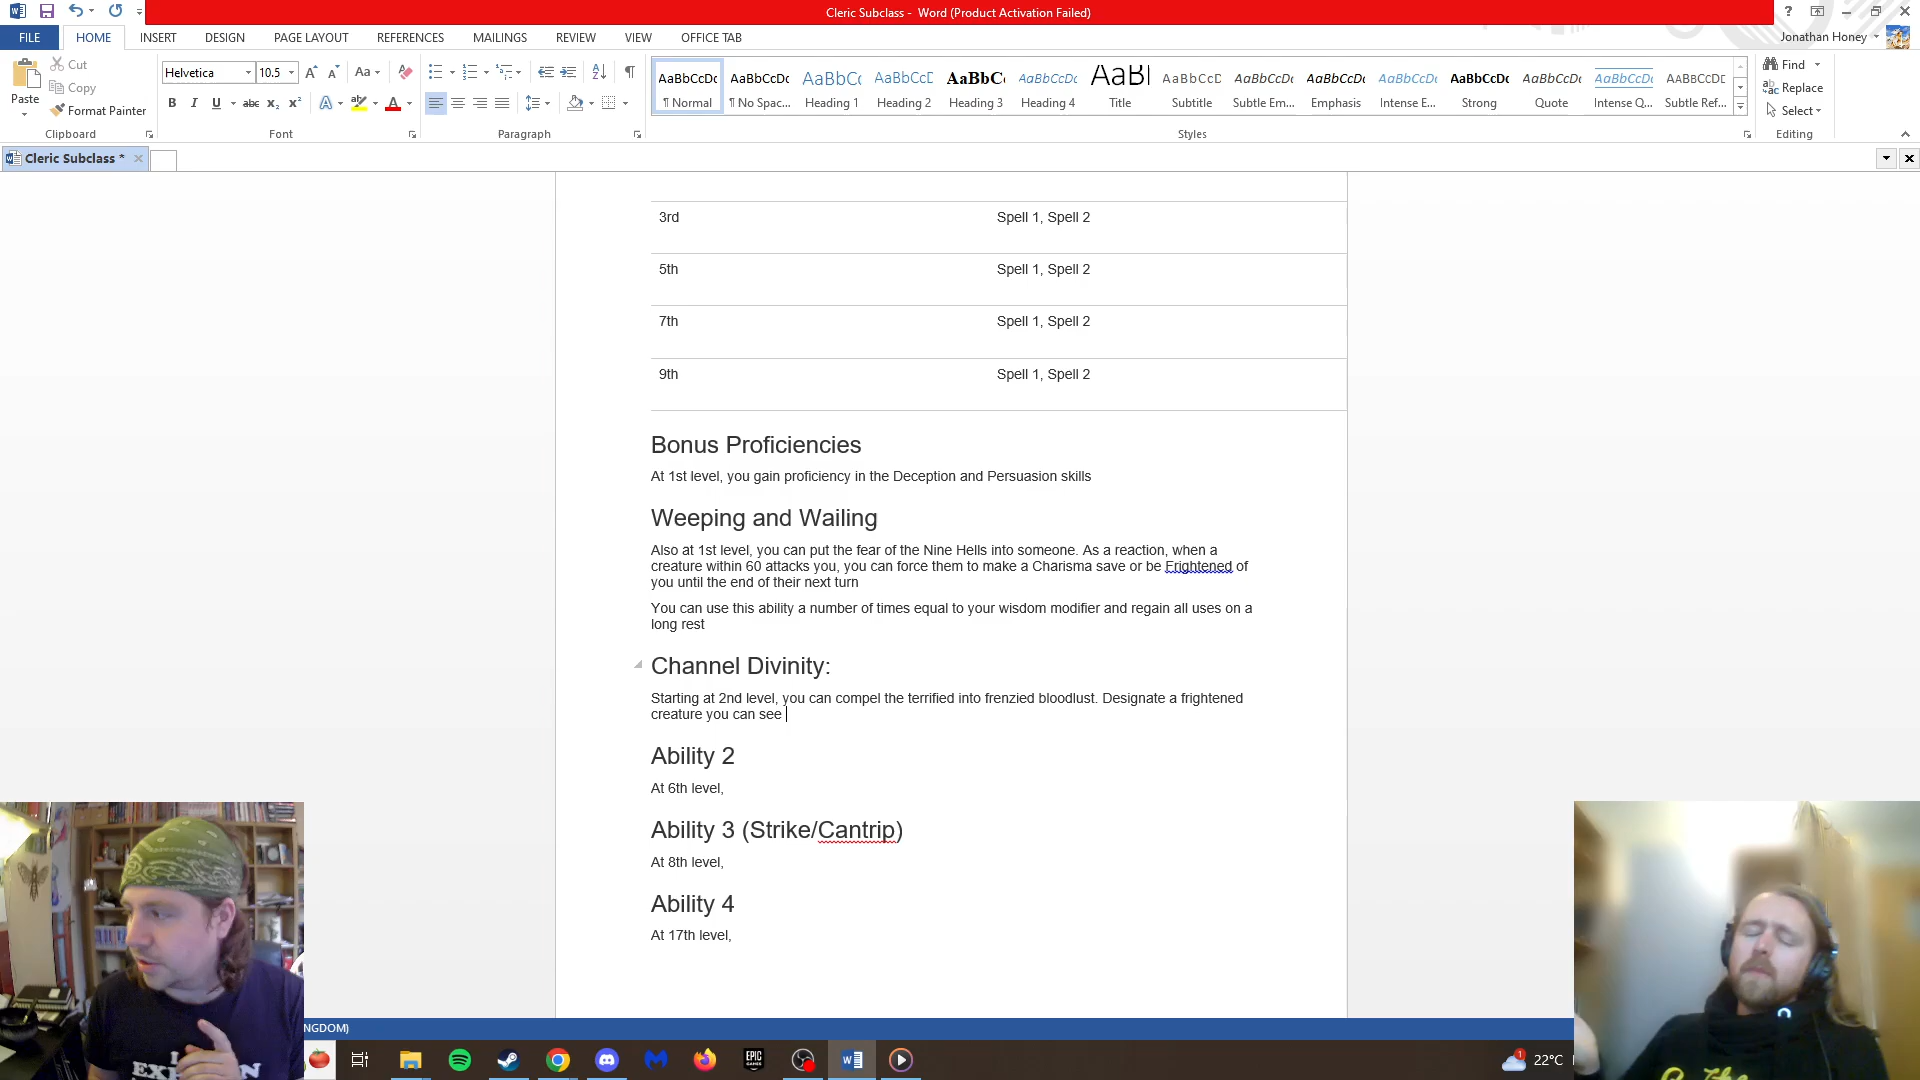 Cleric Subclass - Word (Product Activation Failed)
FILE HOME INSERT DESIGN PAGE LAYOUT REFERENCES MAILINGS REVIEW VIEW OFFICE TAB
Jonathan Honey
Paste
Cut
Copy
Format Painter
Clipboard
Helvetica 10.5
Font
Paragraph
AaBbCcDc AaBbCcDc AaBbCc AaBbCcD AaBbC AaBbCcDc AaBl AaBbCcD AaBbCcDc AaBbCcDc AaBbCcDc AaBbCcDc AaBbCcDc AaBbCcDc AABBCCDE
¶ Normal ¶ No Spac... Heading 1 Heading 2 Heading 3 Heading 4 Title Subtitle Subtle Em... Emphasis Intense E... Strong Quote Intense Q... Subtle Ref...
Styles
Find
Replace
Select
Editing
Cleric Subclass *
3rd Spell 1, Spell 2
5th Spell 1, Spell 2
7th Spell 1, Spell 2
9th Spell 1, Spell 2
Bonus Proficiencies
At 1st level, you gain proficiency in the Deception and Persuasion skills
Weeping and Wailing
Also at 1st level, you can put the fear of the Nine Hells into someone. As a reaction, when a
creature within 60 attacks you, you can force them to make a Charisma save or be Frightened of
you until the end of their next turn
You can use this ability a number of times equal to your wisdom modifier and regain all uses on a
long rest
Channel Divinity:
Starting at 2nd level, you can compel the terrified into frenzied bloodlust. Designate a frightened
creature you can see
Ability 2
At 6th level,
Ability 3 (Strike/Cantrip)
At 8th level,
Ability 4
At 17th level,
NGDOM)
EPIC
GAMES
1
22°C